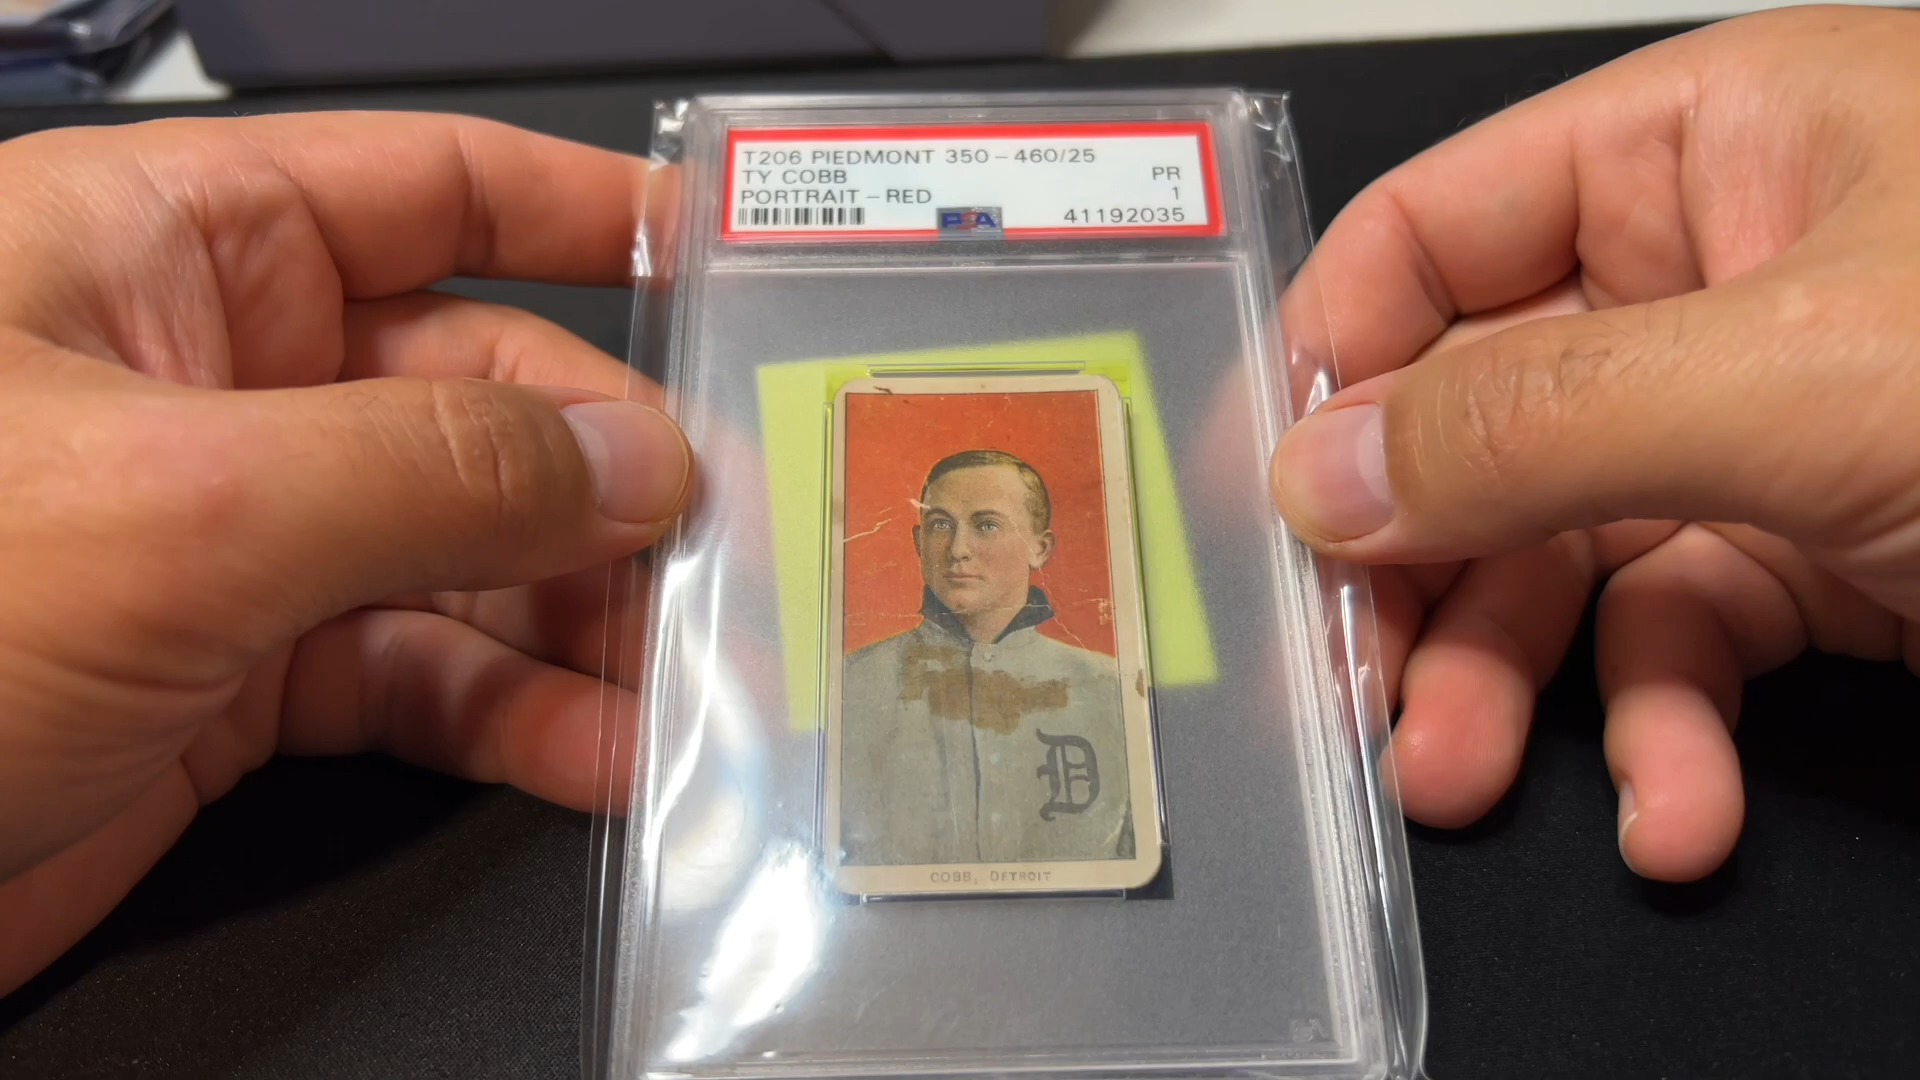 T206 PIEDMONT 350-460/25
TY COBB
PR
PORTRAIT-RED
1
PSA
41192035
D
COBB, DETROIT